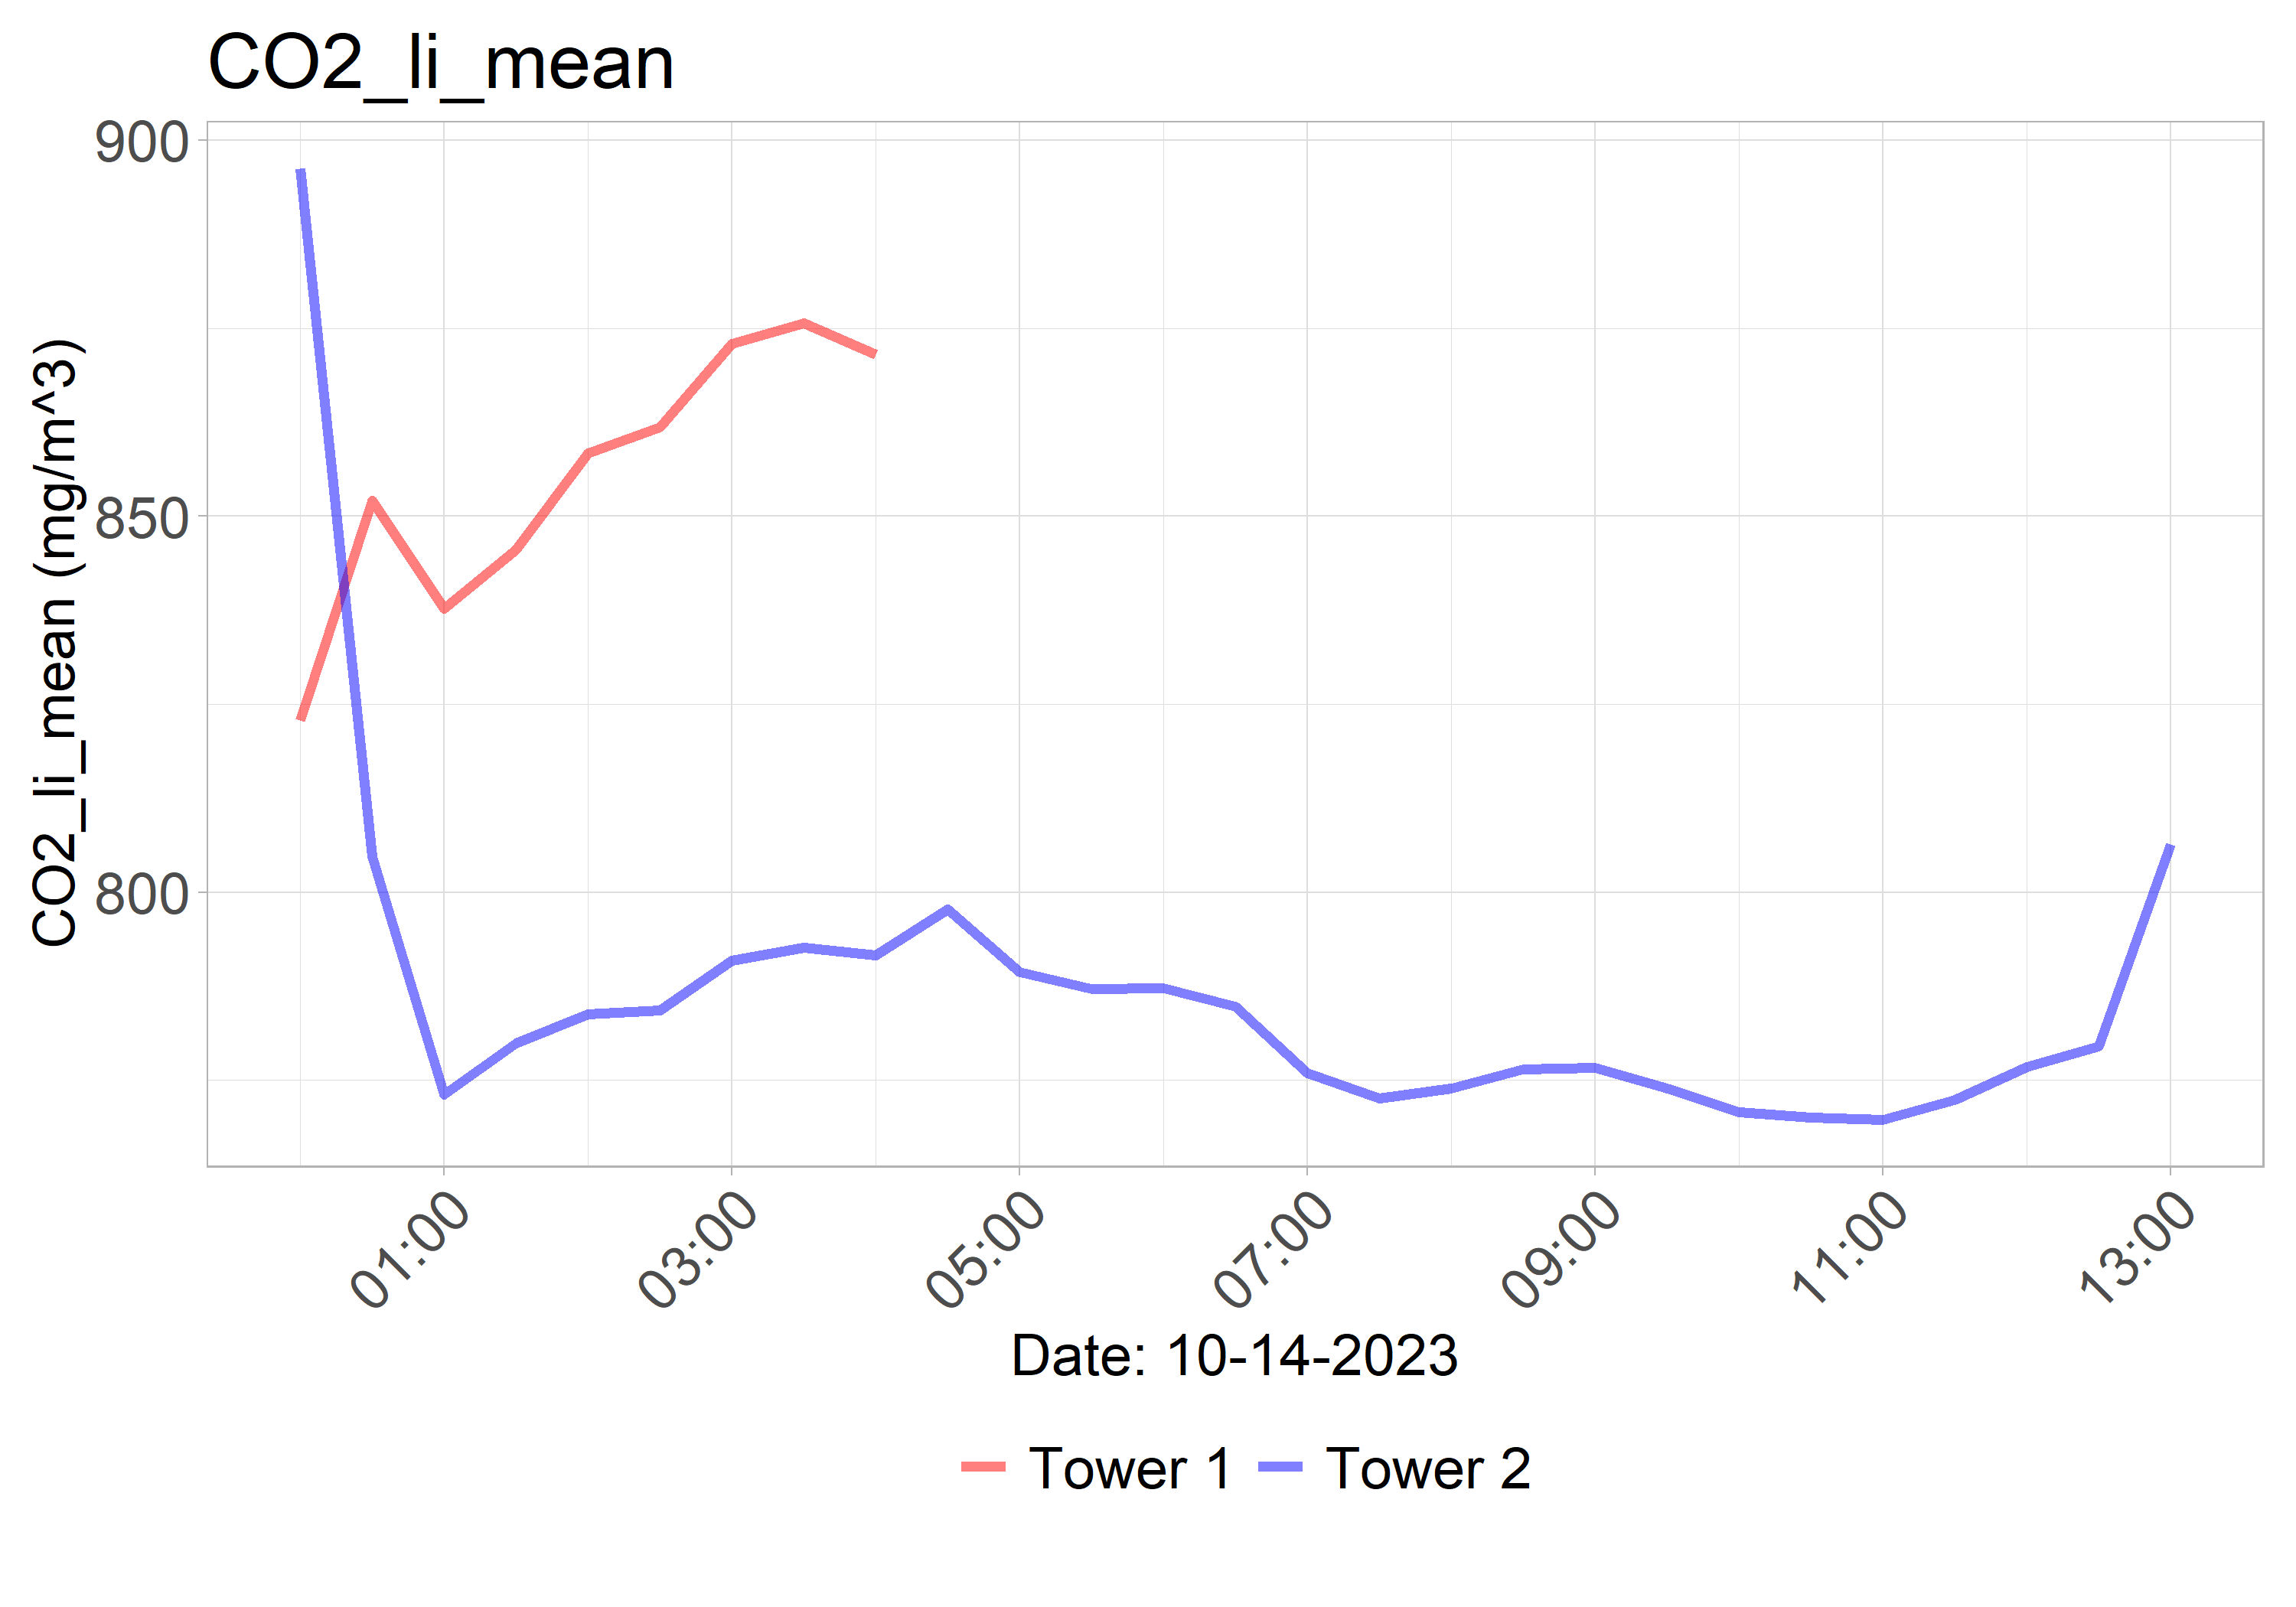 CO2_li_mean
CO2_li_mean (mg/m^3)
900
850
800
01:00
03:00
05:00
07:00
09:00
11:00
13:00
Date: 10-14-2023
Tower 1
Tower 2